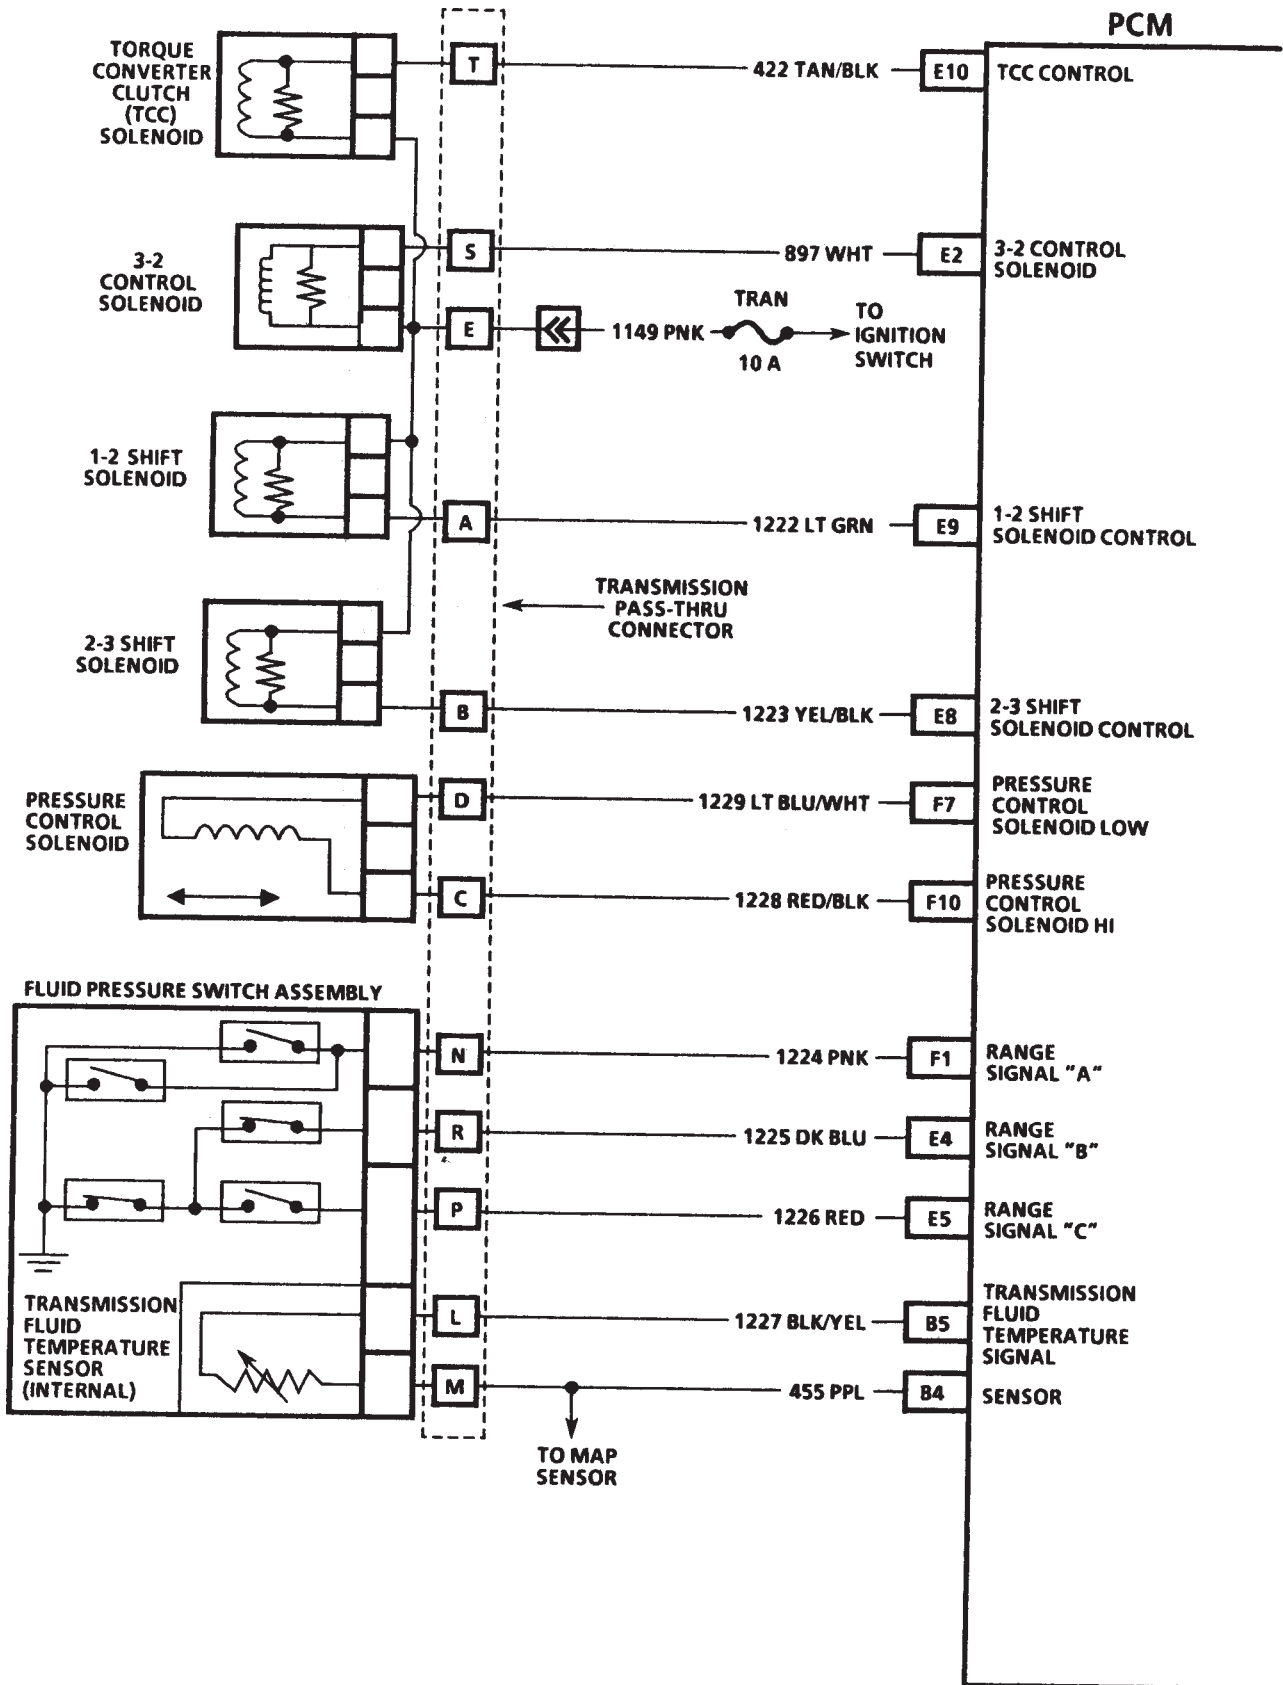 PCM
TORQUE
CONVERTER
CLUTCH
(TCC)
SOLENOID
T
422 TAN/BLK
E10
TCC CONTROL
3-2
CONTROL
SOLENOID
S
897 WHT
E2
3-2 CONTROL
SOLENOID
E
1149 PNK
TRAN
10 A
TO
IGNITION
SWITCH
1-2 SHIFT
SOLENOID
A
1222 LT GRN
E9
1-2 SHIFT
SOLENOID CONTROL
TRANSMISSION
PASS-THRU
CONNECTOR
2-3 SHIFT
SOLENOID
B
1223 YEL/BLK
E8
2-3 SHIFT
SOLENOID CONTROL
PRESSURE
CONTROL
SOLENOID
D
1229 LT BLU/WHT
F7
PRESSURE
CONTROL
SOLENOID LOW
C
1228 RED/BLK
F10
PRESSURE
CONTROL
SOLENOID HI
FLUID PRESSURE SWITCH ASSEMBLY
N
1224 PNK
F1
RANGE
SIGNAL "A"
R
1225 DK BLU
E4
RANGE
SIGNAL "B"
P
1226 RED
E5
RANGE
SIGNAL "C"
TRANSMISSION
FLUID
TEMPERATURE
SENSOR
(INTERNAL)
L
1227 BLK/YEL
B5
TRANSMISSION
FLUID
TEMPERATURE
SIGNAL
M
455 PPL
B4
SENSOR
TO MAP
SENSOR